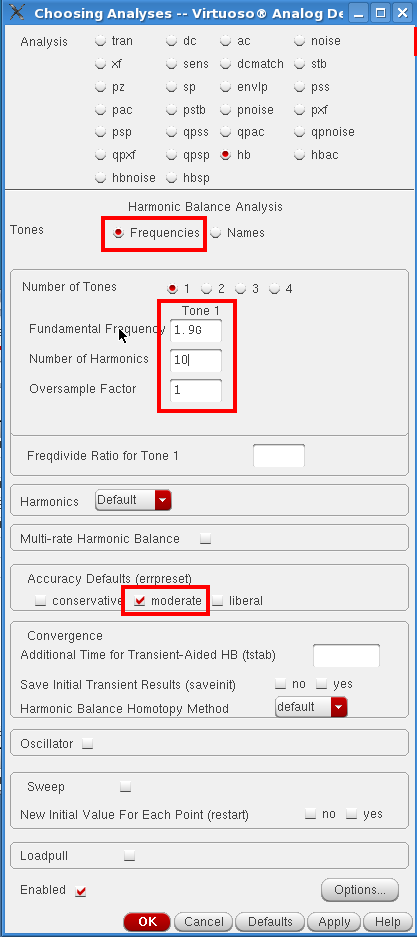 Choosing Analyses -- Virtuoso® Analog De
Analysis
tran dc ac noise
xf sens dcmatch stb
pz sp envlp pss
pac pstb pnoise pxf
psp qpss qpac qpnoise
qpxf qpsp hb hbac
hbnoise hbsp
Harmonic Balance Analysis
Tones Frequencies Names
Number of Tones 1 2 3 4
Tone 1
Fundamental Frequency 1.9G
Number of Harmonics 10
Oversample Factor 1
Freqdivide Ratio for Tone 1
Harmonics Default
Multi-rate Harmonic Balance
Accuracy Defaults (errpreset)
conservative moderate liberal
Convergence
Additional Time for Transient-Aided HB (tstab)
Save Initial Transient Results (saveinit) no yes
Harmonic Balance Homotopy Method default
Oscillator
Sweep
New Initial Value For Each Point (restart) no yes
Loadpull
Enabled Options...
OK Cancel Defaults Apply Help